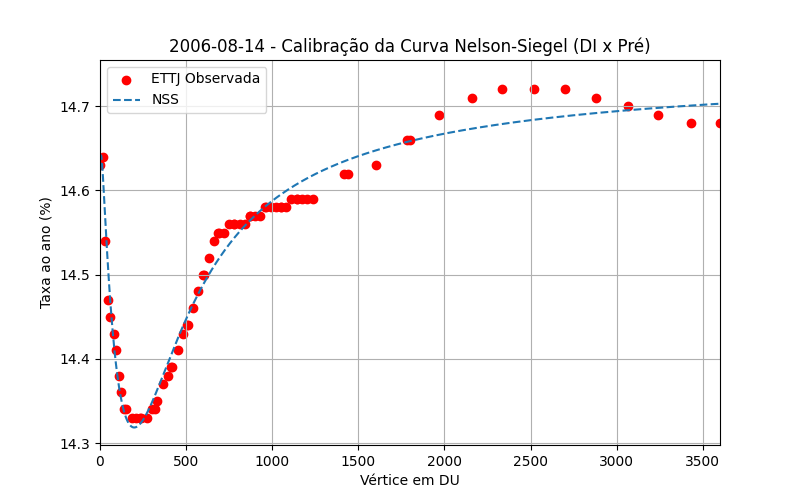 2006-08-14 - Calibração da Curva Nelson-Siegel (DI x Pré)
ETTJ Observada
NSS
Taxa ao ano (%)
14.7
14.6
14.5
14.4
14.3
0 500 1000 1500 2000 2500 3000 3500
Vértice em DU